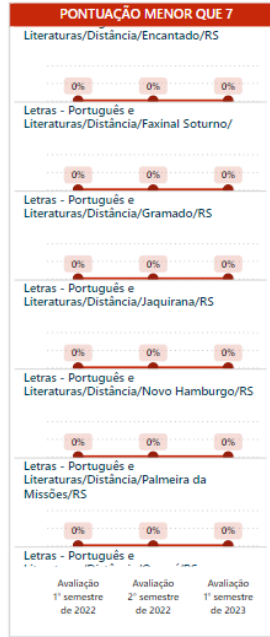 PONTUAÇÃO MENOR QUE 7
Literaturas/Distância/Encantado/RS
0% 0% 0%
Letras - Português e
Literaturas/Distância/Faxinal Soturno/
0% 0% 0%
Letras - Português e
Literaturas/Distância/Gramado/RS
0% 0% 0%
Letras - Português e
Literaturas/Distância/Jaquirana/RS
0% 0% 0%
Letras - Português e
Literaturas/Distância/Novo Hamburgo/RS
0% 0% 0%
Letras - Português e
Literaturas/Distância/Palmeira da
Missões/RS
0% 0% 0%
Letras - Português e
Avaliação Avaliação Avaliação
1° semestre 2° semestre 1° semestre
de 2022 de 2022 de 2023